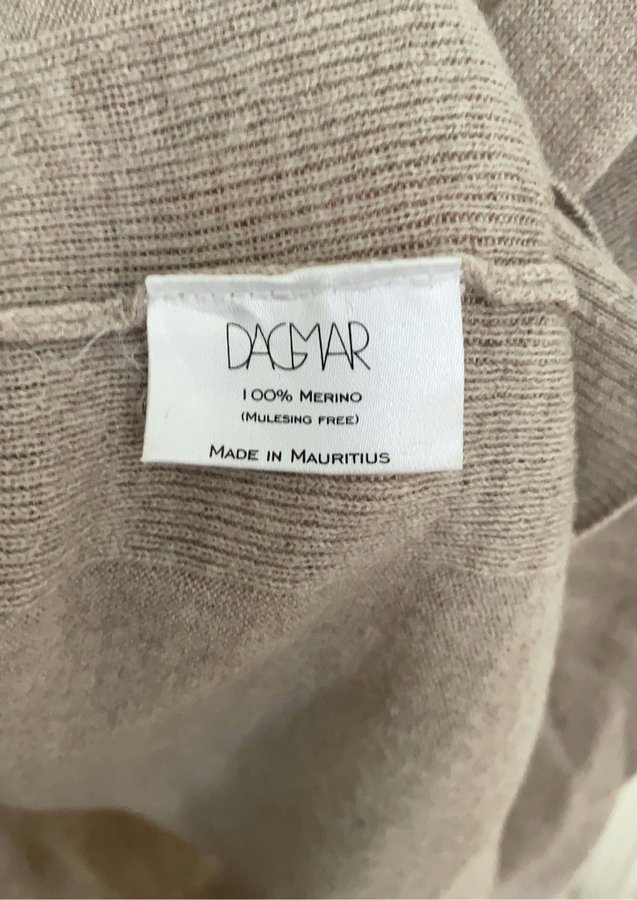 DAGMAR
100% MERINO
(MULESING FREE)
MADE IN MAURITIUS